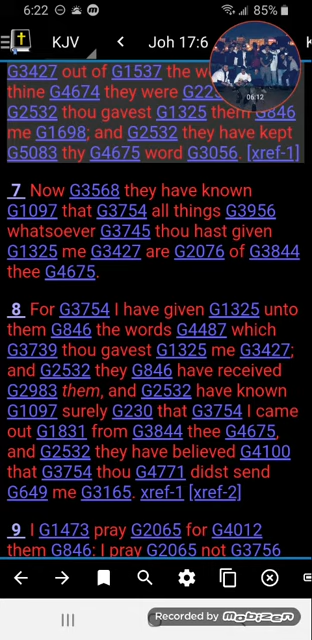 6:22 85%
KJV Joh 17:6
G3427 out of G1537 the
thine G4674 they were
G2532 thou gavest G1325 them G846
me G1698; and G2532 they have kept
G5083 thy G4675 word G3056. [xref-1]
7 Now G3568 they have known
G1097 that G3754 all things G3956
whatsoever G3745 thou hast given
G1325 me G3427 are G2076 of G3844
thee G4675.
8 For G3754 I have given G1325 unto
them G846 the words G4487 which
G3739 thou gavest G1325 me G3427;
and G2532 they G846 have received
G2983 them, and G2532 have known
G1097 surely G230 that G3754 I came
out G1831 from G3844 thee G4675,
and G2532 they have believed G4100
that G3754 thou G4771 didst send
G649 me G3165. xref-1 [xref-2]
9 I G1473 pray G2065 for G4012
them G846: I pray G2065 not G3756
06:12
Recorded by Mobizen